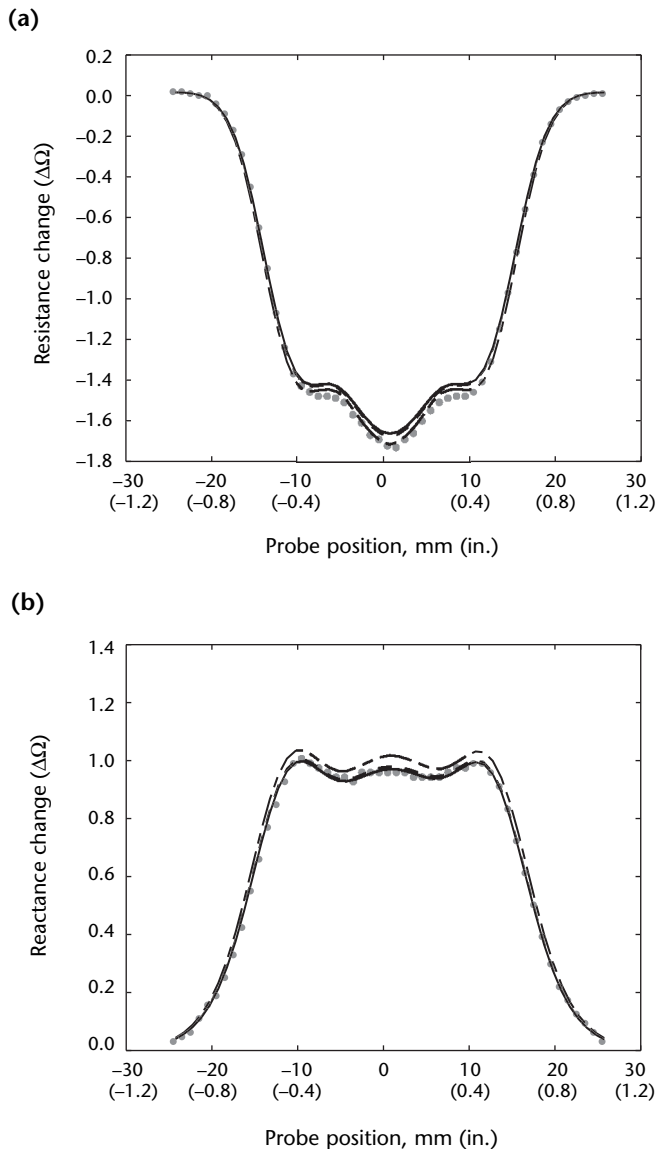 (a)
0.2
0.0
–0.2
–0.4
–0.6
–0.8
–1.0
–1.2
–1.4
–1.6
–1.8
Resistance change (ΔΩ)
–30 –20 –10 0 10 20 30
(–1.2) (–0.8) (–0.4) (0.4) (0.8) (1.2)
Probe position, mm (in.)
(b)
1.4
1.2
1.0
0.8
0.6
0.4
0.2
0.0
Reactance change (ΔΩ)
–30 –20 –10 0 10 20 30
(–1.2) (–0.8) (–0.4) (0.4) (0.8) (1.2)
Probe position, mm (in.)